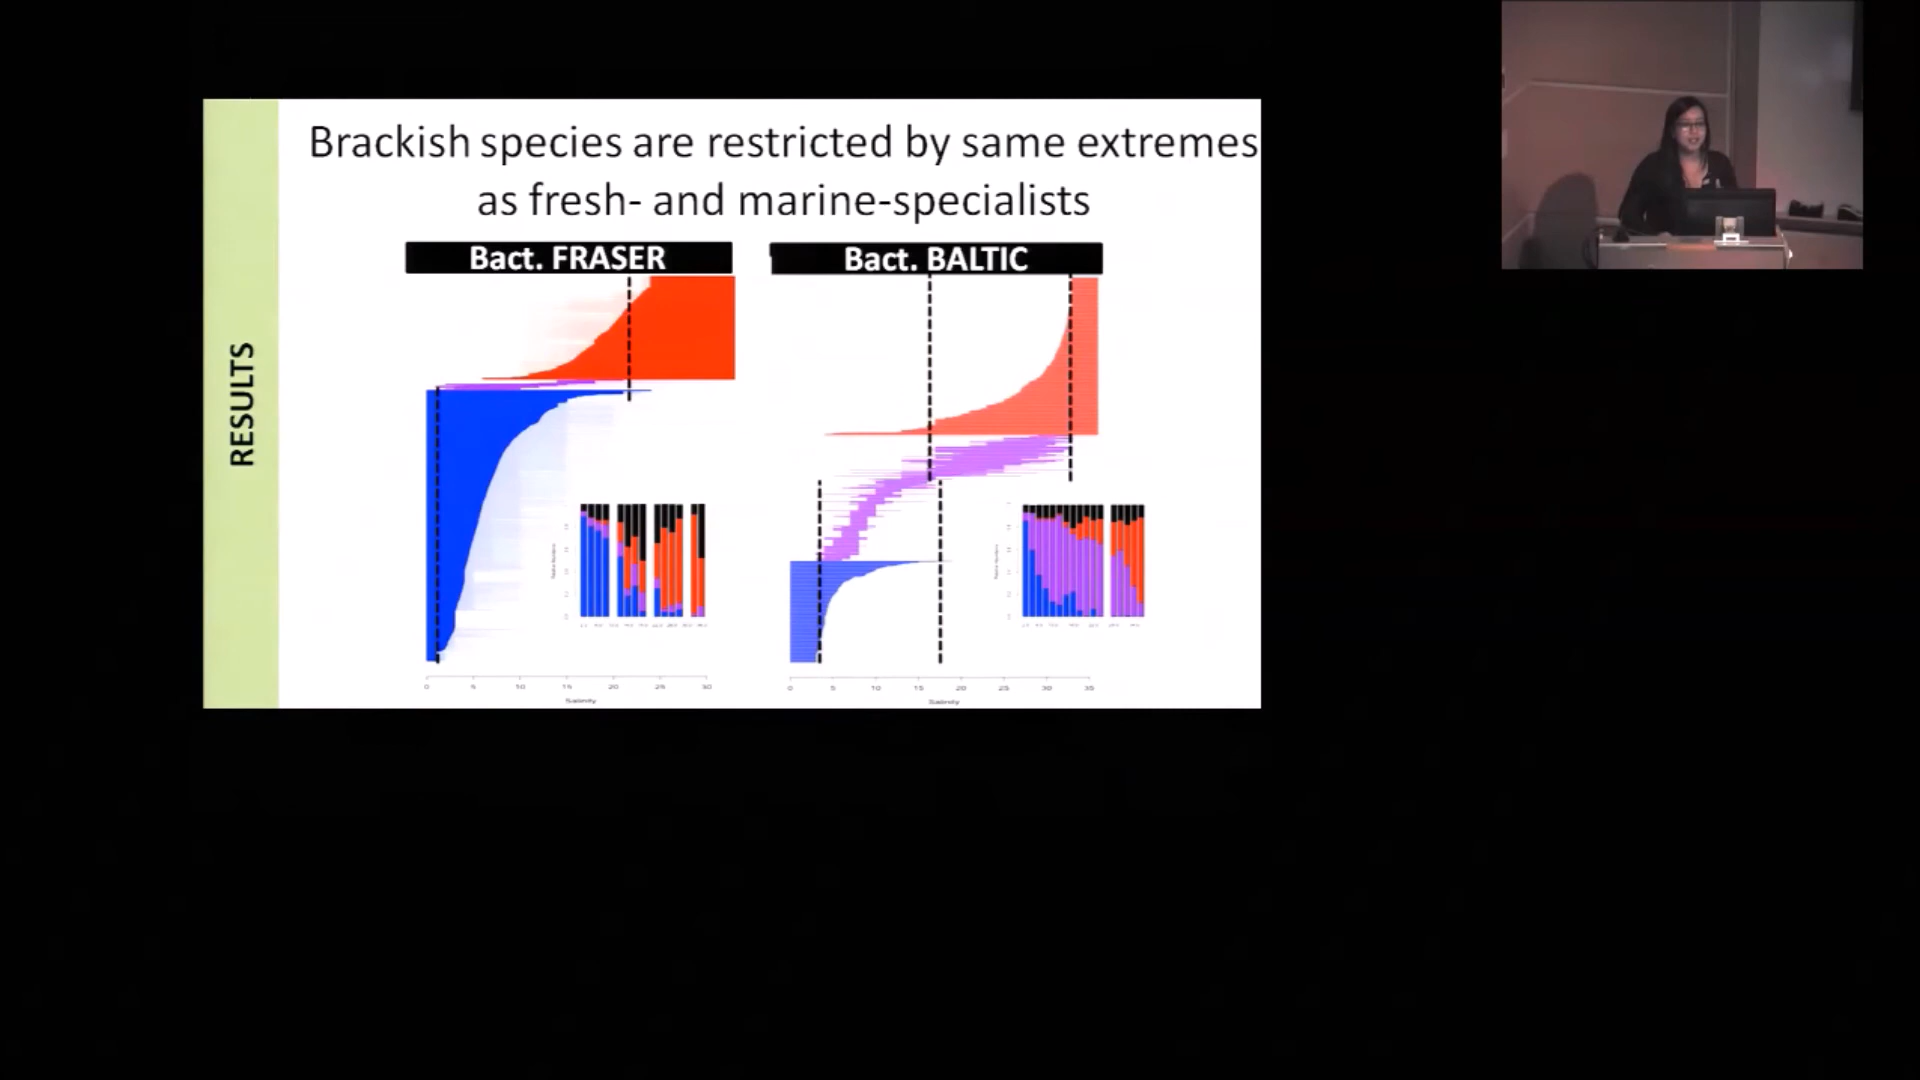 Brackish species are restricted by same extremes
as fresh- and marine-specialists
RESULTS
Bact. FRASER
Bact. BALTIC
0 5 10 15 20 25 30
Salinity
0 5 10 15 20 25 30 35
Salinity